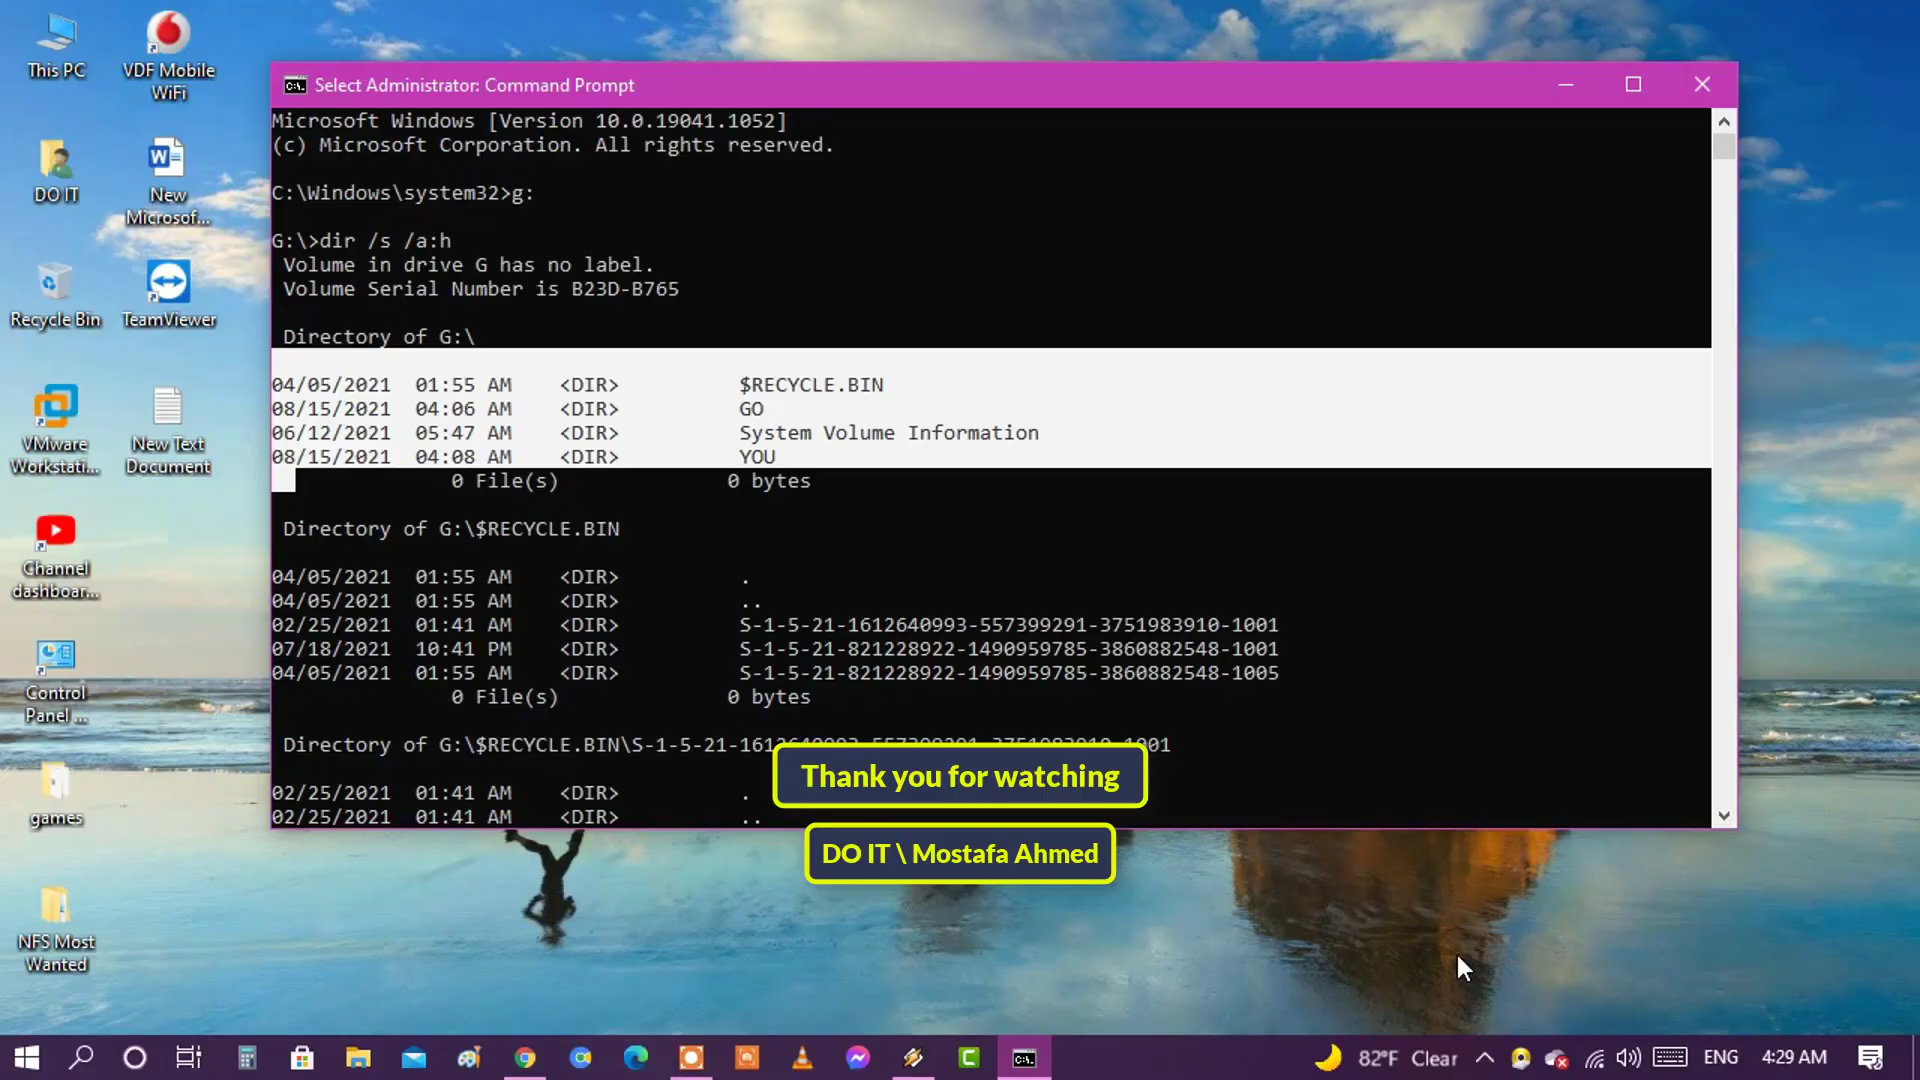 This PC
VDF Mobile
WiFi
DO IT
New
Microsof...
Recycle Bin
TeamViewer
VMware
Workstati...
New Text
Document
Channel
dashboar...
Control
Panel ...
games
NFS Most
Wanted
Select Administrator: Command Prompt
Microsoft Windows [Version 10.0.19041.1052]
(c) Microsoft Corporation. All rights reserved.
C:\Windows\system32>g:
G:\>dir /s /a:h
Volume in drive G has no label.
Volume Serial Number is B23D-B765
Directory of G:\
04/05/2021 01:55 AM <DIR> $RECYCLE.BIN
08/15/2021 04:06 AM <DIR> GO
06/12/2021 05:47 AM <DIR> System Volume Information
08/15/2021 04:08 AM <DIR> YOU
0 File(s) 0 bytes
Directory of G:\$RECYCLE.BIN
04/05/2021 01:55 AM <DIR> .
04/05/2021 01:55 AM <DIR> ..
02/25/2021 01:41 AM <DIR> S-1-5-21-1612640993-557399291-3751983910-1001
07/18/2021 10:41 PM <DIR> S-1-5-21-821228922-1490959785-3860882548-1001
04/05/2021 01:55 AM <DIR> S-1-5-21-821228922-1490959785-3860882548-1005
0 File(s) 0 bytes
Directory of G:\$RECYCLE.BIN\S-1-5-21-1612640993-557399291-3751983910-1001
02/25/2021 01:41 AM <DIR> .
02/25/2021 01:41 AM <DIR> ..
Thank you for watching
DO IT \ Mostafa Ahmed
82°F Clear
ENG
4:29 AM